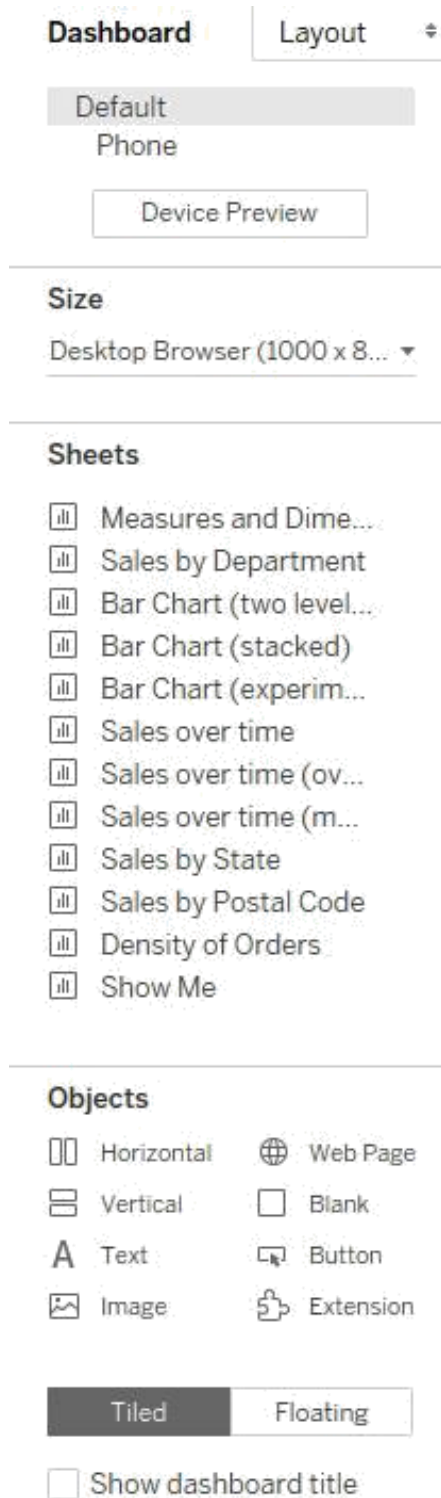 Dashboard Layout
Default
Phone
Device Preview
Size
Desktop Browser (1000 x 8...
Sheets
Measures and Dime...
Sales by Department
Bar Chart (two level...
Bar Chart (stacked)
Bar Chart (experim...
Sales over time
Sales over time (ov...
Sales over time (m...
Sales by State
Sales by Postal Code
Density of Orders
Show Me
Objects
Horizontal Web Page
Vertical Blank
Text Button
Image Extension
Tiled Floating
Show dashboard title